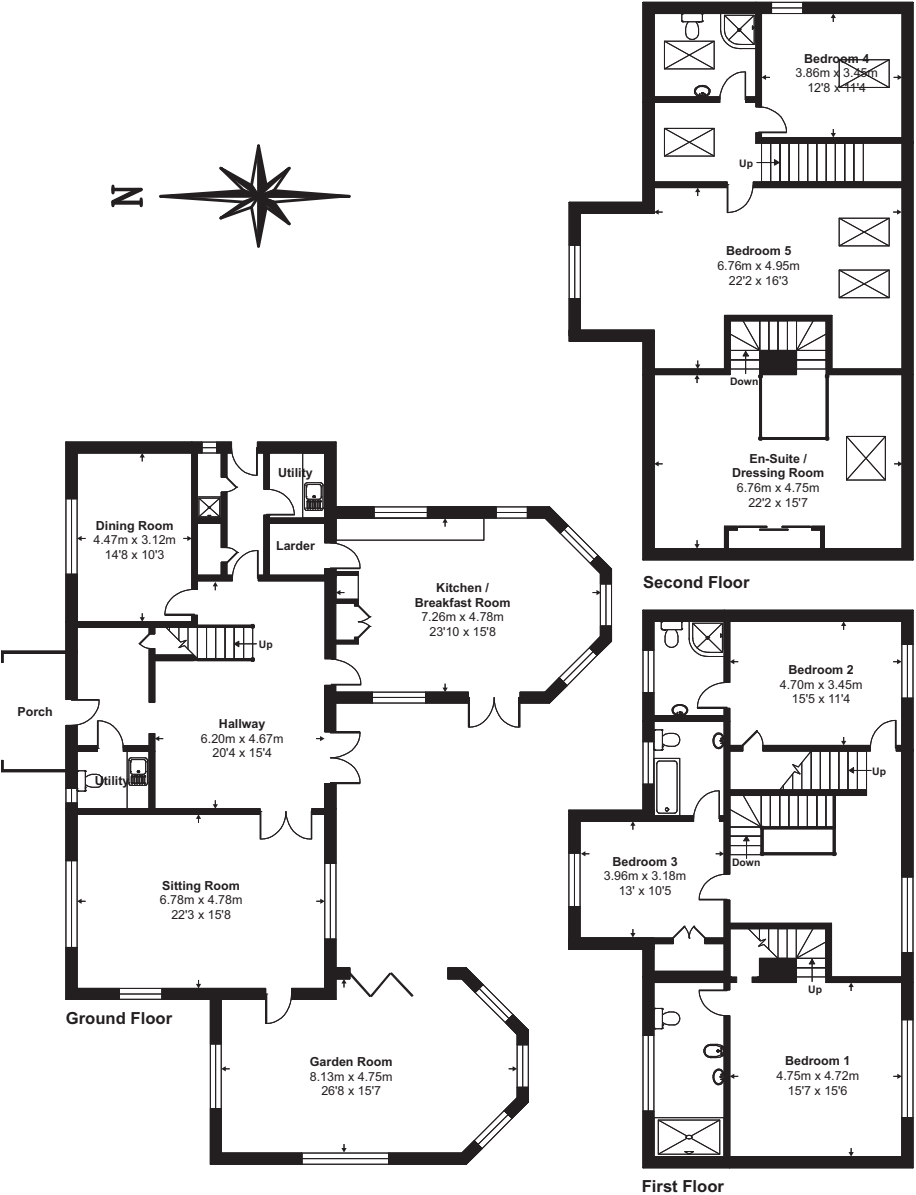 N
Bedroom 4
3.86m x 3.45m
12'8 x 11'4
Up
Bedroom 5
6.76m x 4.95m
22'2 x 16'3
Down
En-Suite /
Dressing Room
6.76m x 4.75m
22'2 x 15'7
Second Floor
Utility
Dining Room
4.47m x 3.12m
14'8 x 10'3
Larder
Kitchen /
Breakfast Room
7.26m x 4.78m
23'10 x 15'8
Up
Porch
Hallway
6.20m x 4.67m
20'4 x 15'4
Utility
Sitting Room
6.78m x 4.78m
22'3 x 15'8
Ground Floor
Garden Room
8.13m x 4.75m
26'8 x 15'7
Bedroom 2
4.70m x 3.45m
15'5 x 11'4
Up
Bedroom 3
3.96m x 3.18m
13' x 10'5
Down
Up
Bedroom 1
4.75m x 4.72m
15'7 x 15'6
First Floor